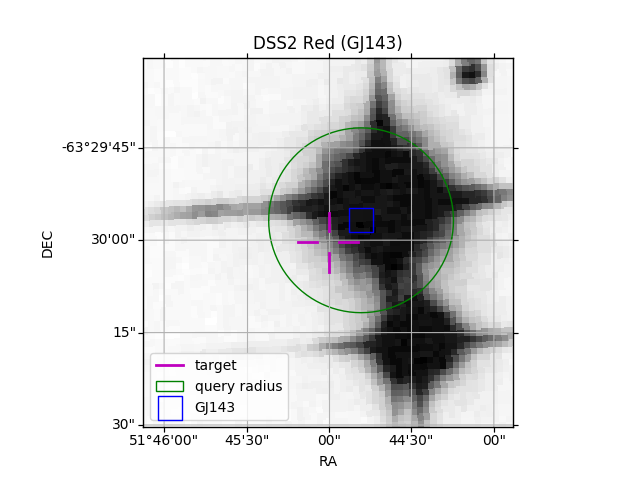 DSS2 Red (GJ143)
-63°29'45"
30'00"
15"
30"
DEC
51°46'00"
45'30"
00"
44'30"
00"
RA
target
query radius
GJ143